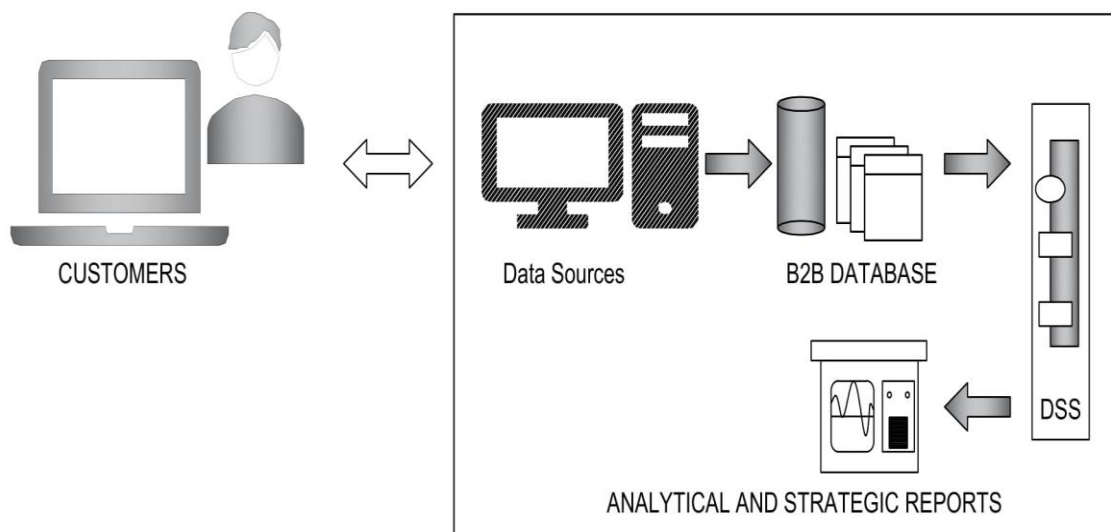 CUSTOMERS
Data Sources
B2B DATABASE
DSS
ANALYTICAL AND STRATEGIC REPORTS